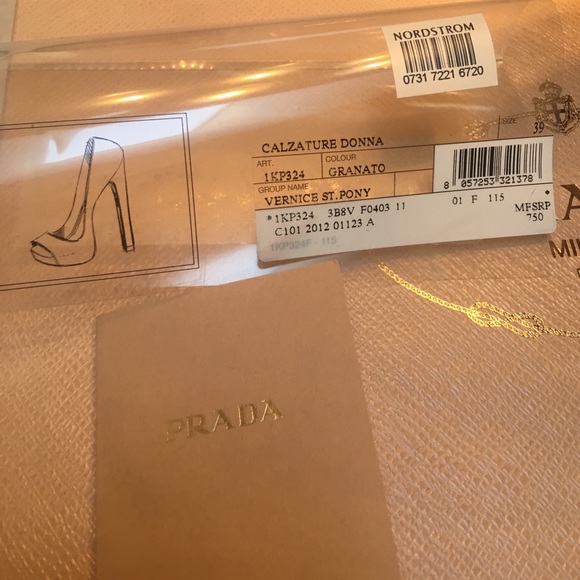 NORDSTROM
0731 7221 6720
CALZATURE DONNA
SIZE
39
ART.
1KP324
COLOUR
GRANATO
GROUP NAME
VERNICE ST.PONY
8 057253 321378
*1KP324 3B8V F0403 11 01 F 115 MFSRP
C101 2012 01123 A 750
1KP324F - 115
PRADA